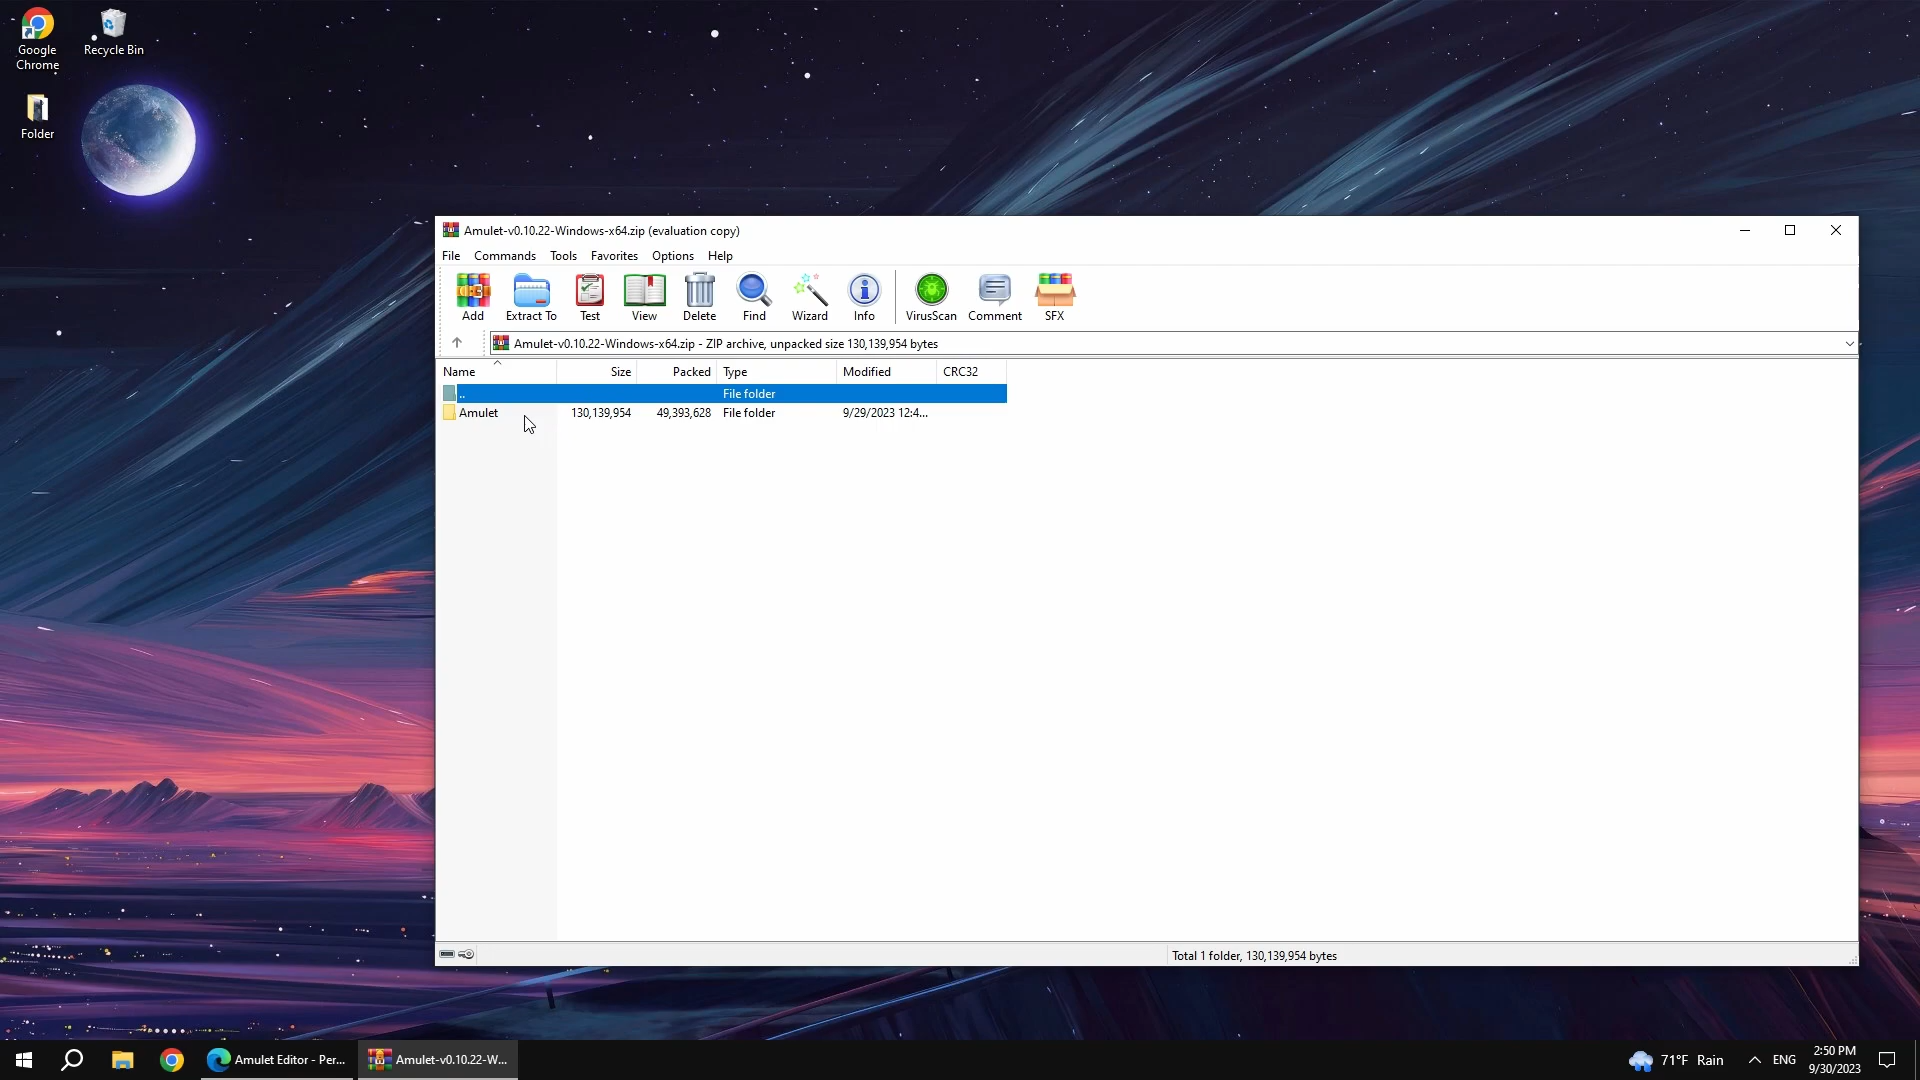 Google
Chrome
Recycle Bin
Folder
Amulet-v0.10.22-Windows-x64.zip (evaluation copy)
File Commands Tools Favorites Options Help
Add Extract To Test View Delete Find Wizard Info VirusScan Comment SFX
Amulet-v0.10.22-Windows-x64.zip - ZIP archive, unpacked size 130,139,954 bytes
Name Size Packed Type Modified CRC32
.. File folder
Amulet 130,139,954 49,393,628 File folder 9/29/2023 12:4...
Total 1 folder, 130,139,954 bytes
Amulet Editor - Per...
Amulet-v0.10.22-W...
71°F Rain
ENG
2:50 PM
9/30/2023